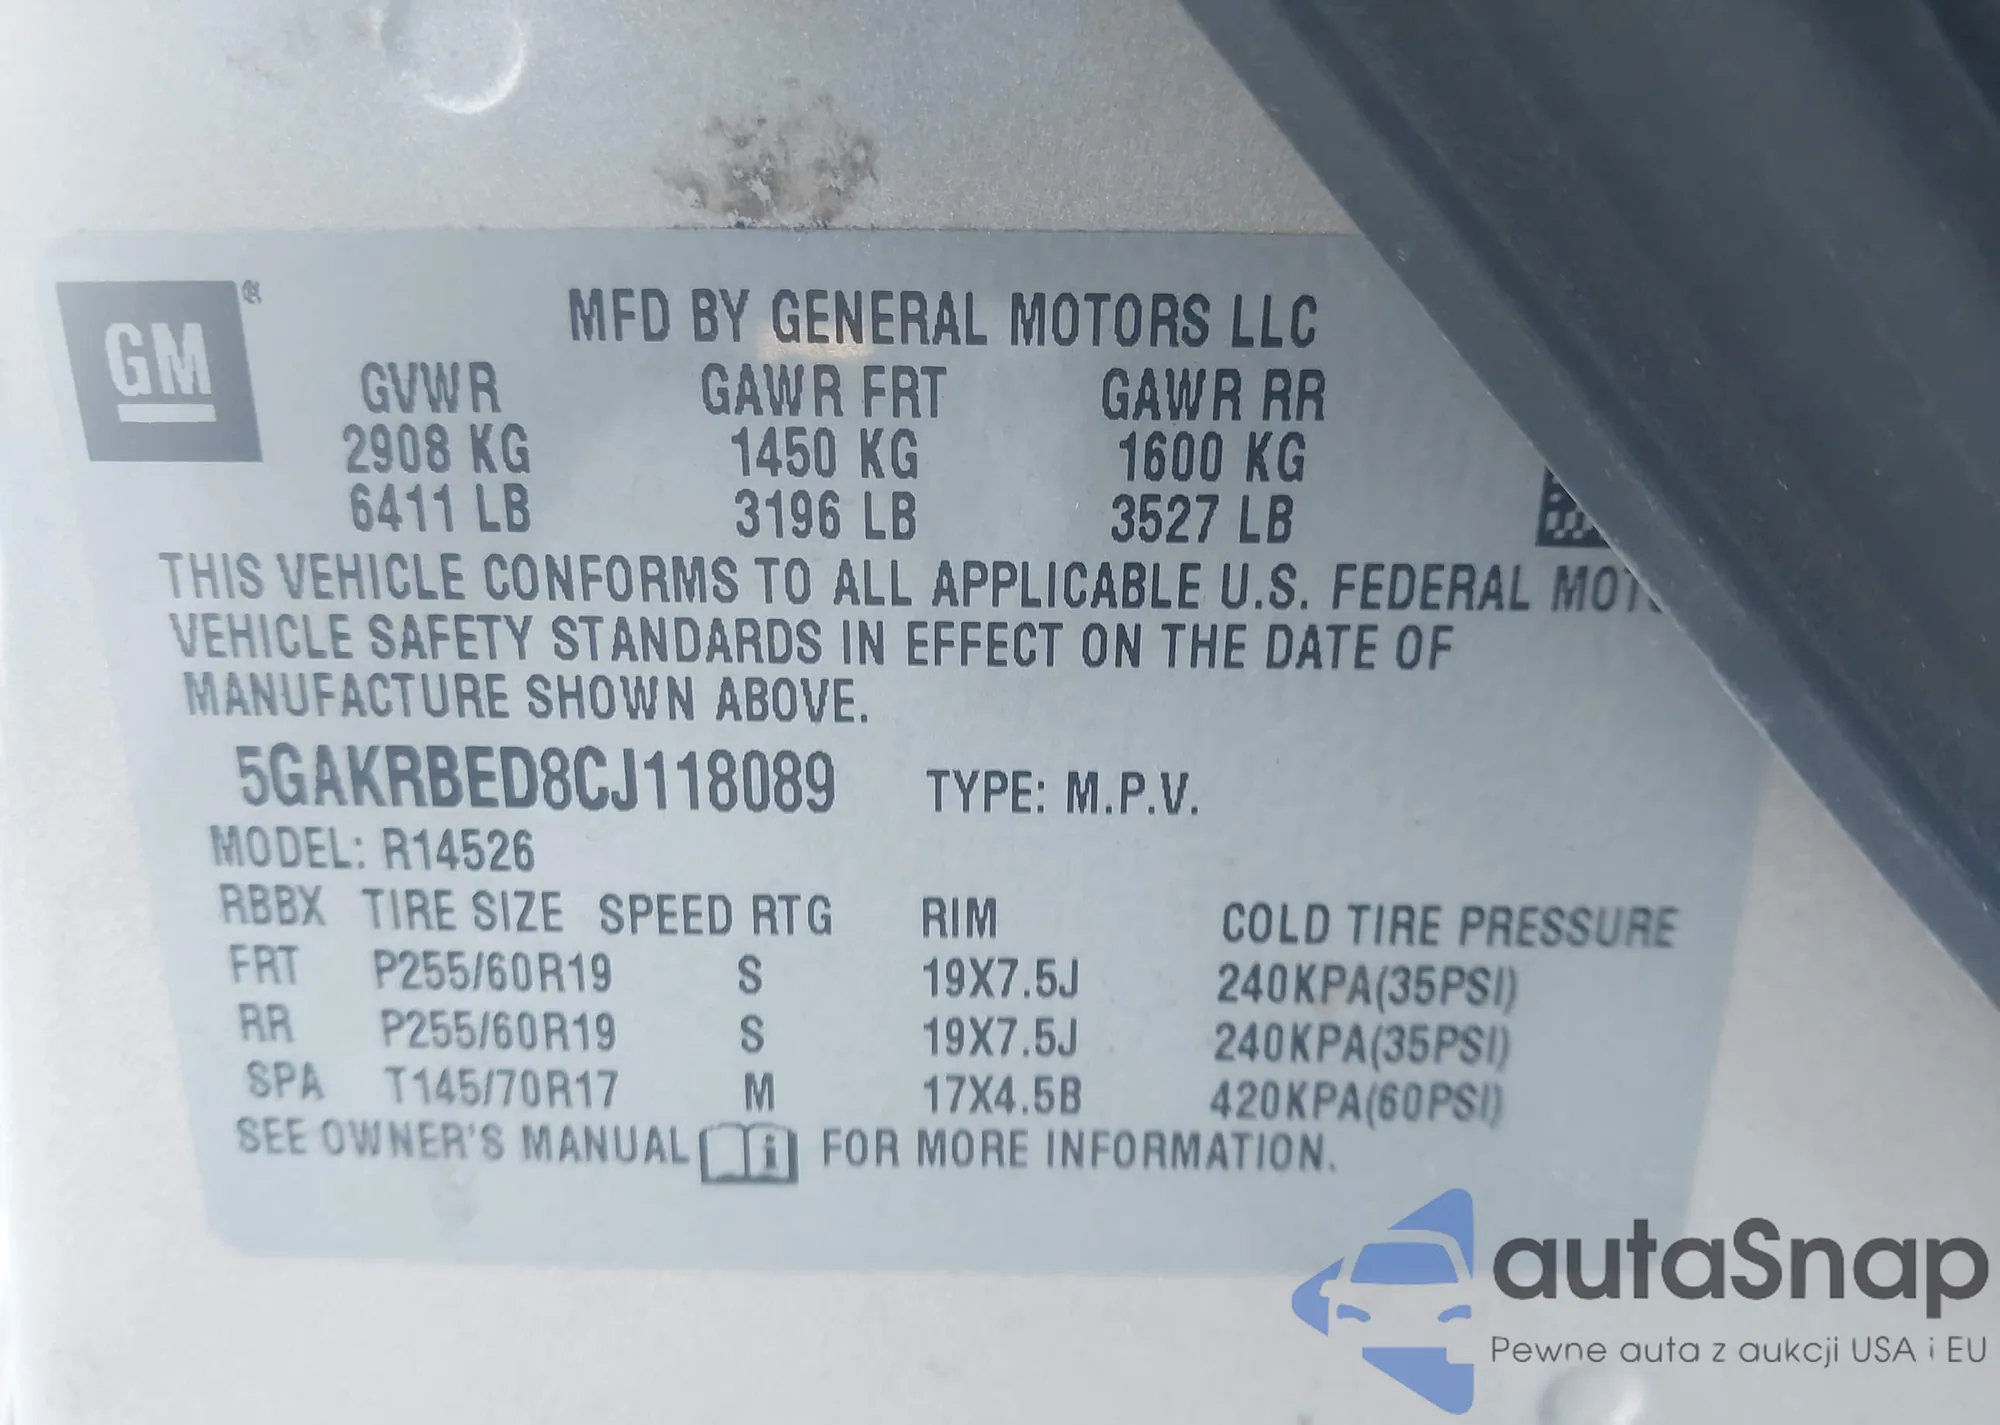 GM ®
MFD BY GENERAL MOTORS LLC
GVWR GAWR FRT GAWR RR
2908 KG 1450 KG 1600 KG
6411 LB 3196 LB 3527 LB
THIS VEHICLE CONFORMS TO ALL APPLICABLE U.S. FEDERAL MOT
VEHICLE SAFETY STANDARDS IN EFFECT ON THE DATE OF
MANUFACTURE SHOWN ABOVE.
5GAKRBED8CJ118089 TYPE: M.P.V.
MODEL: R14526
RBBX TIRE SIZE SPEED RTG RIM COLD TIRE PRESSURE
FRT P255/60R19 S 19X7.5J 240KPA(35PSI)
RR P255/60R19 S 19X7.5J 240KPA(35PSI)
SPA T145/70R17 M 17X4.5B 420KPA(60PSI)
SEE OWNER'S MANUAL i FOR MORE INFORMATION.
autaSnap
Pewne auta z aukcji USA i EU